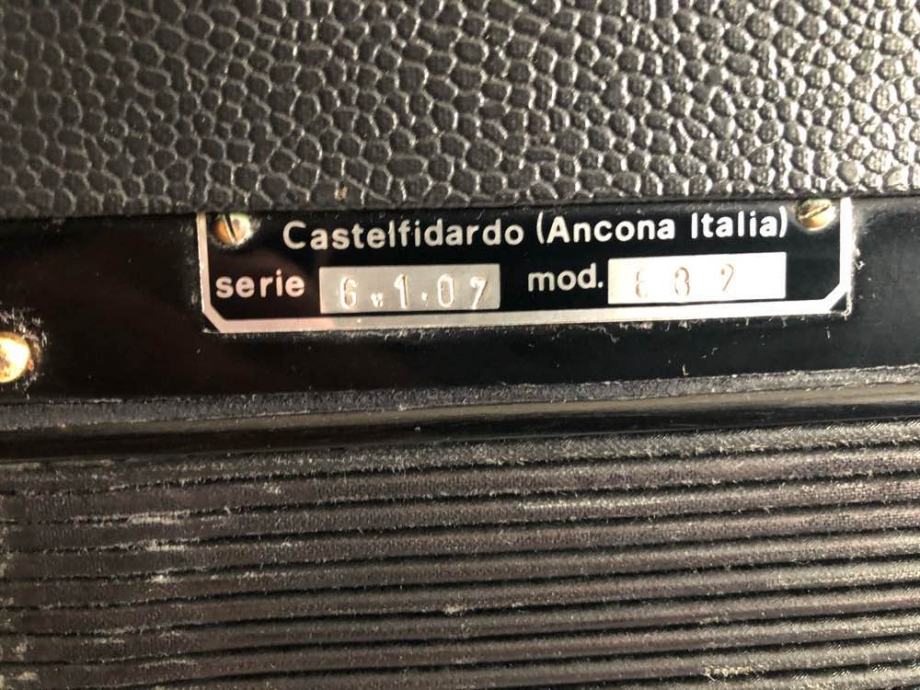 Castelfidardo (Ancona Italia)
serie 6.1.07 mod.